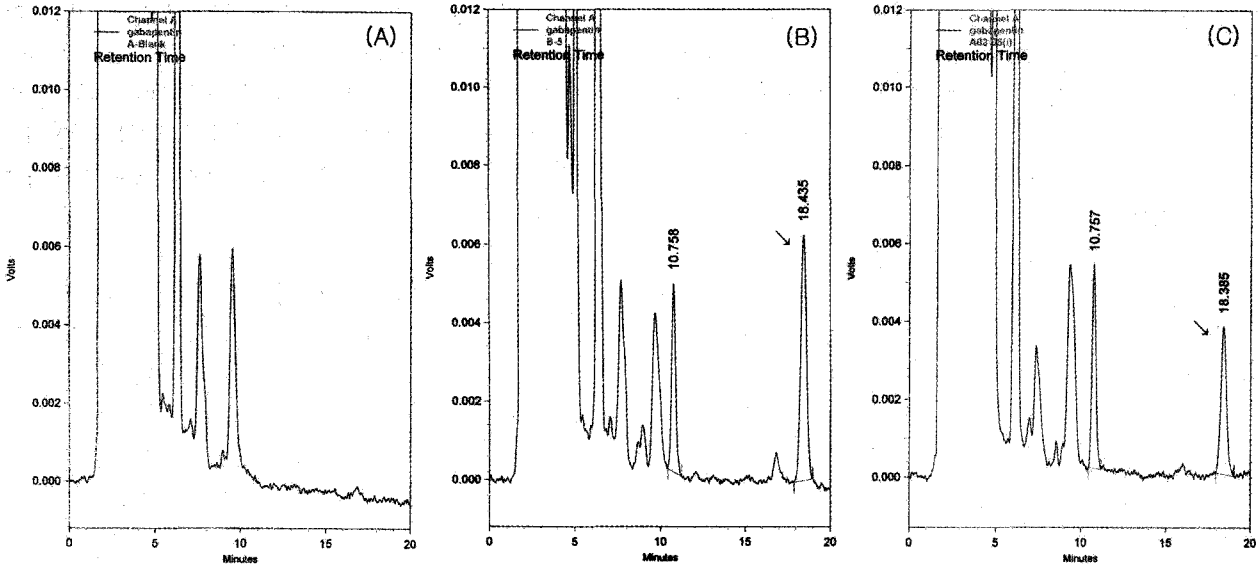 (A)
Channel A
gabapentin
A-Blank
Retention Time
0.012
0.010
0.008
0.006
0.004
0.002
0.000
Volts
0 5 10 15 20
Minutes
(B)
Channel A
gabapentin
B-5
Retention Time
0.012
0.010
0.008
0.006
0.004
0.002
0.000
Volts
10.758
18.435
0 5 10 15 20
Minutes
(C)
Channel A
gabapentin
Retention Time
0.012
0.010
0.008
0.006
0.004
0.002
0.000
Volts
10.757
18.385
0 5 10 15 20
Minutes